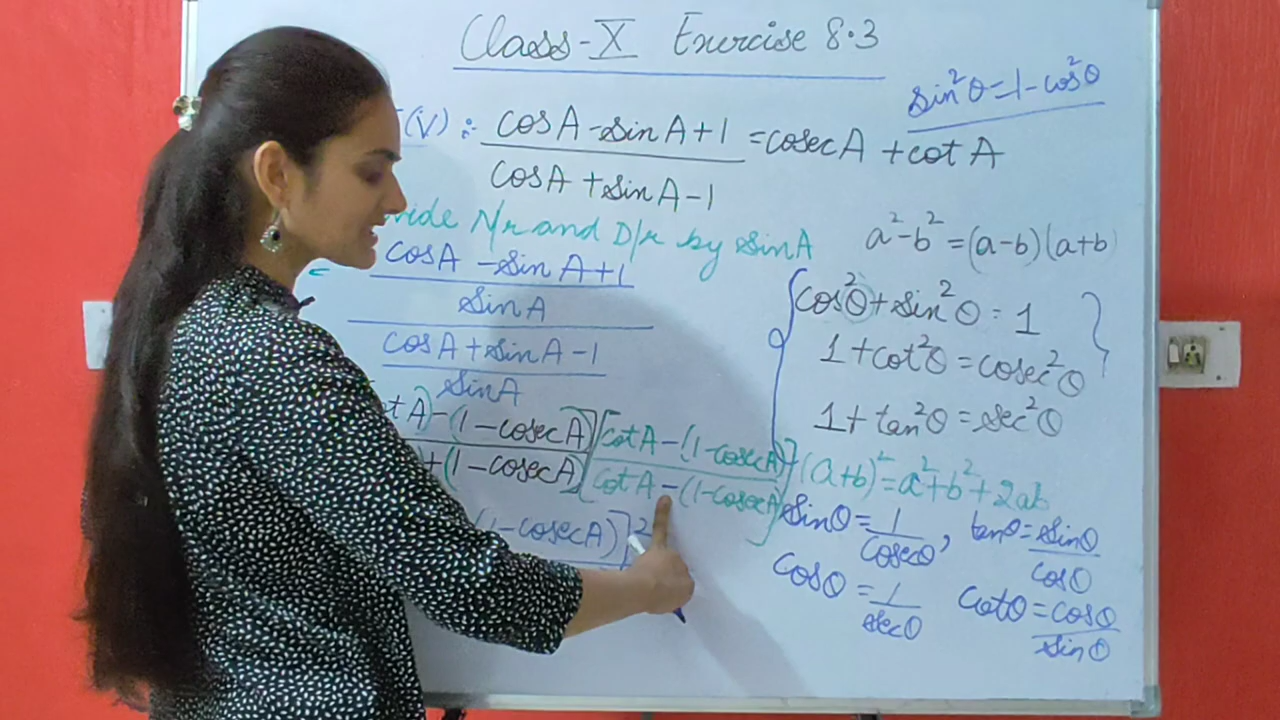 Class-X Exercise 8.3
sin²θ=1-cos²θ
(V) :- cosA-sinA+1 =cosecA +cotA
cosA+sinA-1
N/r and D/r by sinA
a²-b²=(a-b)(a+b)
cosA -sinA+1
sinA
cosA+sinA-1
sinA
cos²θ+sin²θ=1
1+cot²θ=cosec²θ
1+tan²θ=sec²θ
A)-(1-cosecA)] [cotA-(1-cosecA)]
+(1-cosecA)] [cotA-(1-cosecA)]
(a+b)²=a²+b²+2ab
(1-cosecA)]²
sinθ=1/cosecθ, tanθ=sinθ/cosθ
cosθ=1/secθ cotθ=cosθ/sinθ